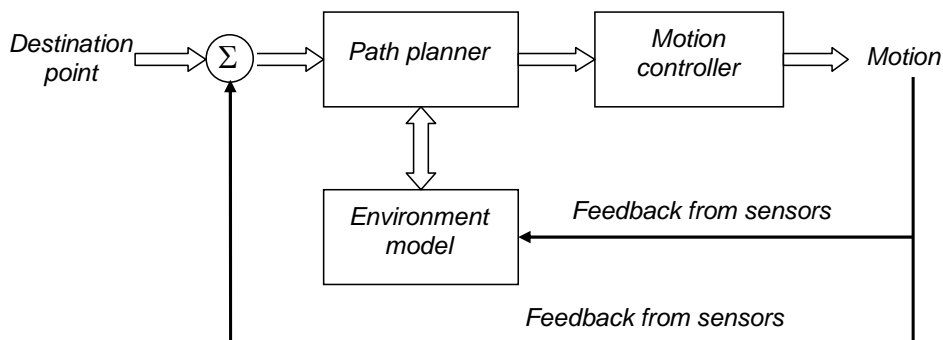 Destination
point
Σ
Path planner
Motion
controller
Motion
Environment
model
Feedback from sensors
Feedback from sensors